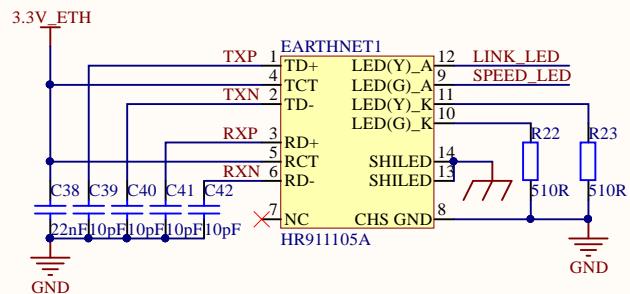 3.3V_ETH
EARTHNET1
TXP 1 TD+ LED(Y)_A 12 LINK_LED
4 TCT LED(G)_A 9 SPEED_LED
TXN 2 TD- LED(Y)_K 11
LED(G)_K 10
RXP 3 RD+ R22 R23
5 RCT SHILED 14
RXN 6 RD- SHILED 13
C38 C39 C40 C41 C42 510R 510R
7 NC CHS GND 8
22nF 10pF 10pF 10pF 10pF
HR911105A
GND GND